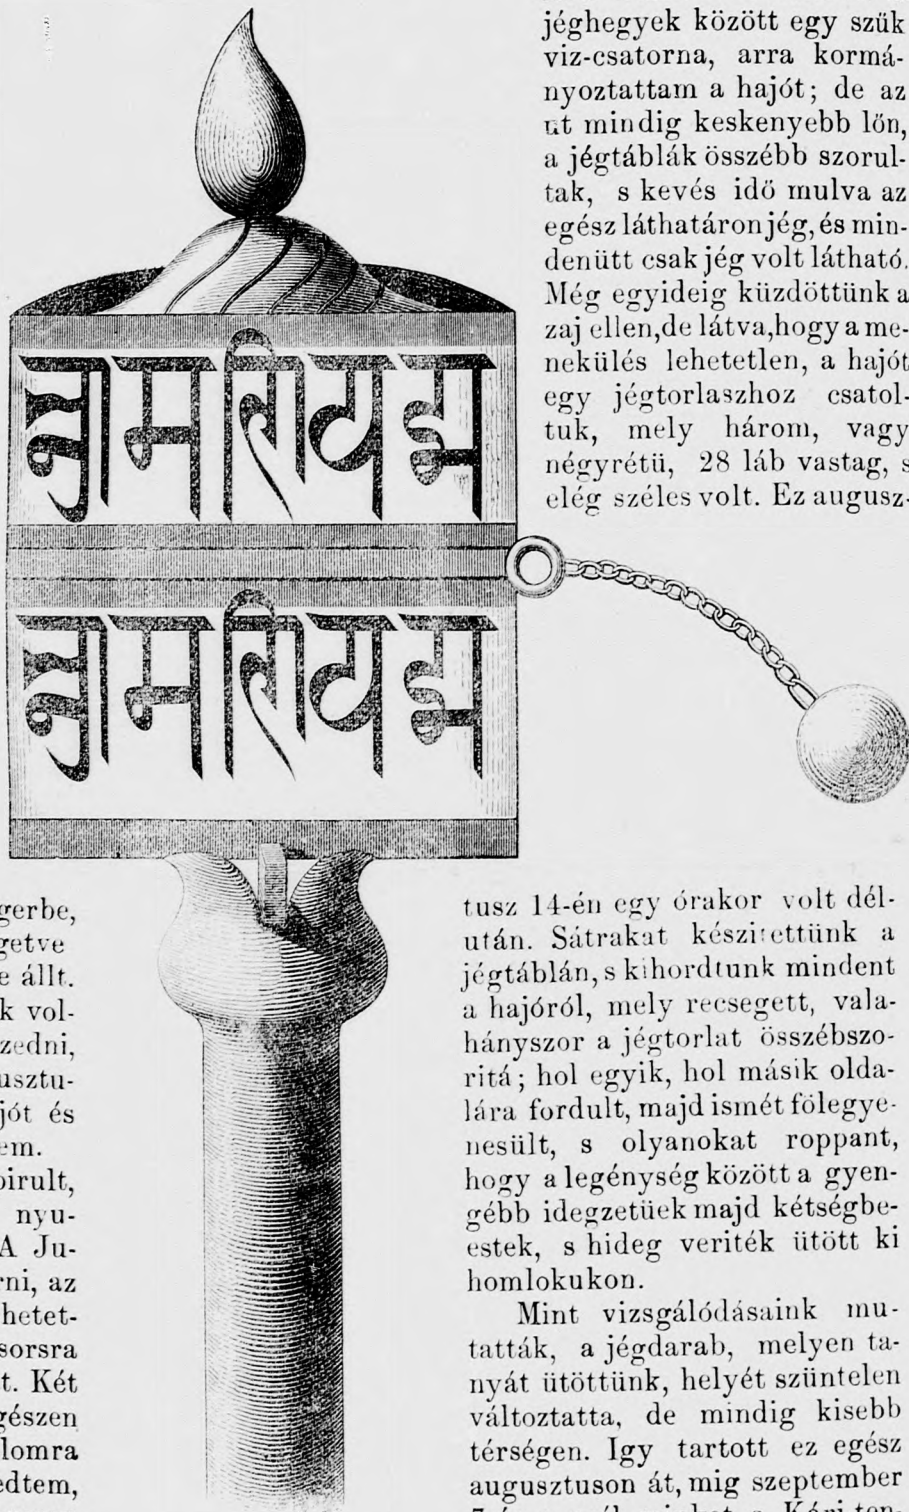 gerbe,
getve
e állt.
k vol-
zedni,
usztu-
jót és
em.
birult,
nyu-
A Ju-
rni, az
hetet-
sorsra
t. Két
gészen
lomra
edtem,
jéghegyek között egy szük
viz-csatorna, arra kormá-
nyoztattam a hajót; de az
ut mindig keskenyebb lőn,
a jégtáblák összébb szorul-
tak, s kevés idő mulva az
egész láthatáron jég, és min-
denütt csak jég volt látható.
Még egyideig küzdöttünk a
zaj ellen, de látva, hogy a me-
nekülés lehetetlen, a hajót
egy jégtorlaszhoz csatol-
tuk, mely három, vagy
négyrétü, 28 láb vastag, s
elég széles volt. Ez augusz-
tusz 14-én egy órakor volt dél-
után. Sátrakat készitettünk a
jégtáblán, s kihordtunk mindent
a hajóról, mely recsegett, vala-
hányszor a jégtorlat összébszo-
ritá; hol egyik, hol másik olda-
lára fordult, majd ismét fölegye-
nesült, s olyanokat roppant,
hogy a legénység között a gyen-
gébb idegzetüek majd kétségbe-
estek, s hideg veriték ütött ki
homlokukon.
Mint vizsgálódásaink mu-
tatták, a jégdarab, melyen ta-
nyát ütöttünk, helyét szüntelen
változtatta, de mindig kisebb
térségen. Igy tartott ez egész
augusztuson át, mig szeptember